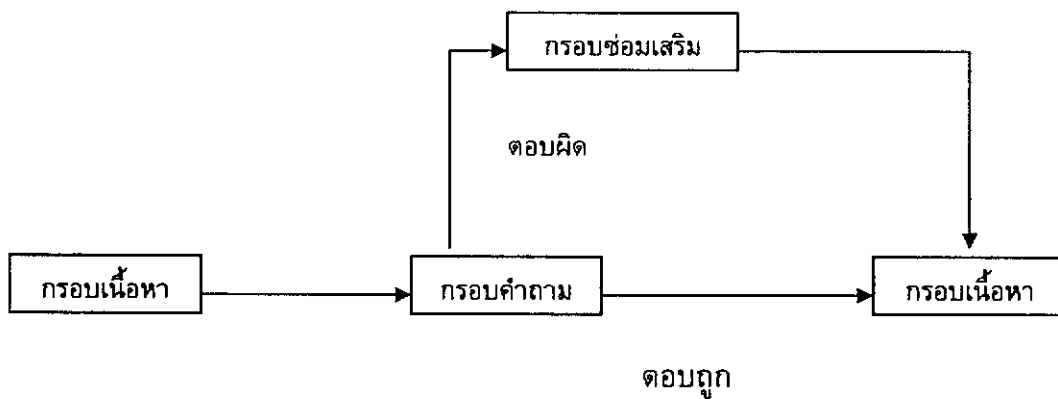 กรอบซ่อมเสริม
ตอบผิด
กรอบเนื้อหา
กรอบคำถาม
กรอบเนื้อหา
ตอบถูก